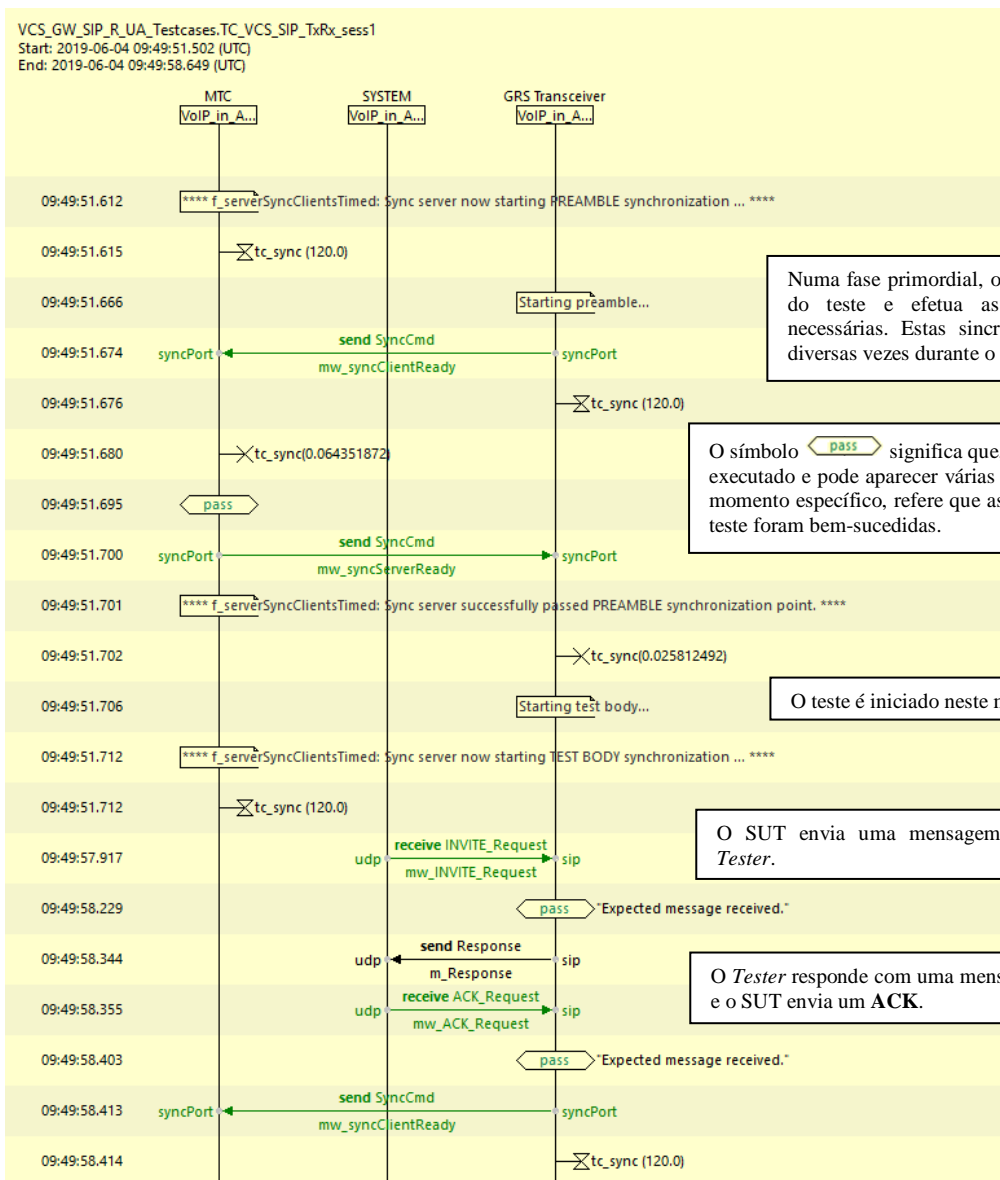 VCS_GW_SIP_R_UA_Testcases.TC_VCS_SIP_TxRx_sess1
Start: 2019-06-04 09:49:51.502 (UTC)
End: 2019-06-04 09:49:58.649 (UTC)
MTC SYSTEM GRS Transceiver
VoIP_in_A... VoIP_in_A... VoIP_in_A...
09:49:51.612 **** f_serverSyncClientsTimed: Sync server now starting PREAMBLE synchronization ... ****
09:49:51.615 tc_sync (120.0)
09:49:51.666 Starting preamble...
Numa fase primordial, o
do teste e efetua as
necessárias. Estas sincr
diversas vezes durante o
send SyncCmd
09:49:51.674 syncPort syncPort
mw_syncClientReady
09:49:51.676 tc_sync (120.0)
09:49:51.680 tc_sync(0.064351872)
O símbolo pass significa que
executado e pode aparecer várias
momento específico, refere que as
teste foram bem-sucedidas.
09:49:51.695 pass
send SyncCmd
09:49:51.700 syncPort syncPort
mw_syncServerReady
09:49:51.701 **** f_serverSyncClientsTimed: Sync server successfully passed PREAMBLE synchronization point. ****
09:49:51.702 tc_sync(0.025812492)
09:49:51.706 Starting test body...
O teste é iniciado neste
09:49:51.712 **** f_serverSyncClientsTimed: Sync server now starting TEST BODY synchronization ... ****
09:49:51.712 tc_sync (120.0)
O SUT envia uma mensagem
Tester.
receive INVITE_Request
09:49:57.917 udp sip
mw_INVITE_Request
09:49:58.229 pass "Expected message received."
send Response
09:49:58.344 udp sip
m_Response
O Tester responde com uma
e o SUT envia um ACK.
receive ACK_Request
09:49:58.355 udp sip
mw_ACK_Request
09:49:58.403 pass "Expected message received."
send SyncCmd
09:49:58.413 syncPort syncPort
mw_syncClientReady
09:49:58.414 tc_sync (120.0)